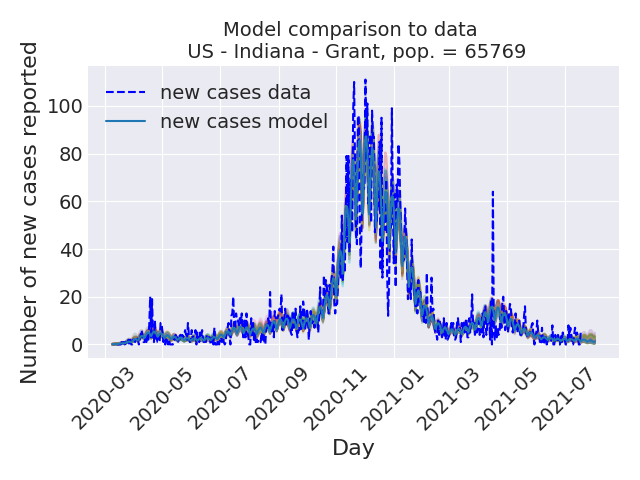 Model comparison to data
US - Indiana - Grant, pop. = 65769
new cases data
new cases model
Number of new cases reported
100
80
60
40
20
0
2020-03
2020-05
2020-07
2020-09
2020-11
2021-01
2021-03
2021-05
2021-07
Day